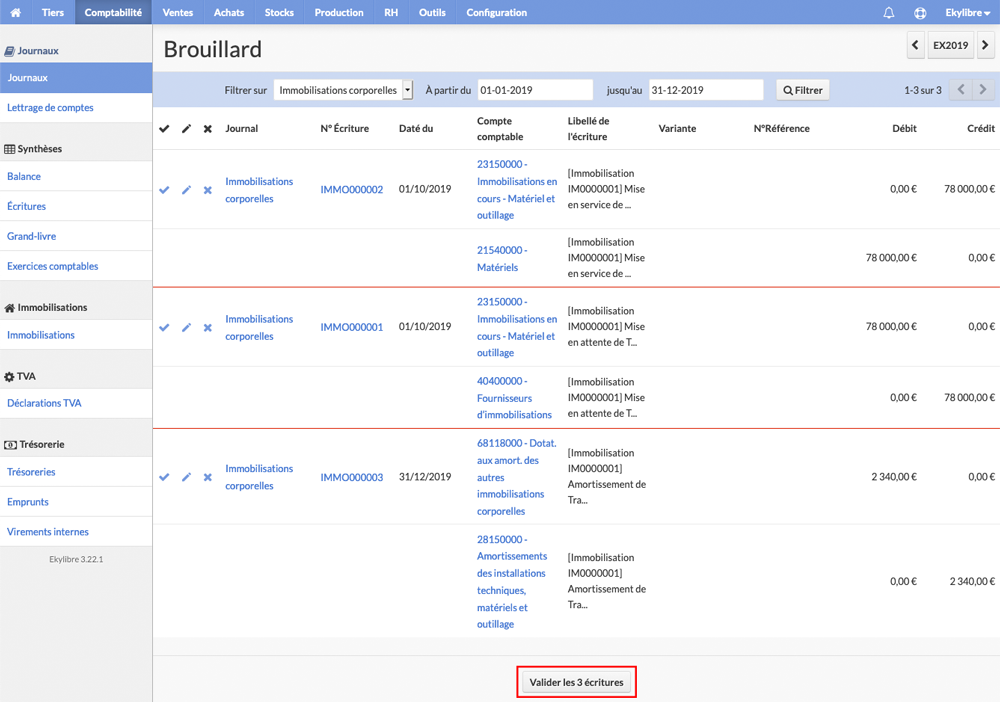 Tiers Comptabilité Ventes Achats Stocks Production RH Outils Configuration Ekylibre
Journaux
Journaux
Lettrage de comptes
Synthèses
Balance
Écritures
Grand-livre
Exercices comptables
Immobilisations
Immobilisations
TVA
Déclarations TVA
Trésorerie
Trésoreries
Emprunts
Virements internes
Ekylibre 3.22.1
Brouillard
EX2019
Filtrer sur Immobilisations corporelles À partir du 01-01-2019 jusqu'au 31-12-2019 Filtrer 1-3 sur 3
Journal N° Écriture Daté du Compte comptable Libellé de l'écriture Variante N°Référence Débit Crédit
Immobilisations corporelles IMMO000002 01/10/2019
23150000 -
Immobilisations en
cours - Matériel et
outillage
[Immobilisation
IM0000001] Mise
en service de ...
0,00 € 78 000,00 €
21540000 -
Matériels
[Immobilisation
IM0000001] Mise
en service de ...
78 000,00 € 0,00 €
Immobilisations corporelles IMMO000001 01/10/2019
23150000 -
Immobilisations en
cours - Matériel et
outillage
[Immobilisation
IM0000001] Mise
en attente de T...
78 000,00 € 0,00 €
40400000 -
Fournisseurs
d'immobilisations
[Immobilisation
IM0000001] Mise
en attente de T...
0,00 € 78 000,00 €
Immobilisations corporelles IMMO000003 31/12/2019
68118000 - Dotat.
aux amort. des
autres
immobilisations
corporelles
[Immobilisation
IM0000001]
Amortissement de
Tra...
2 340,00 € 0,00 €
28150000 -
Amortissements
des installations
techniques,
matériels et
outillage
[Immobilisation
IM0000001]
Amortissement de
Tra...
0,00 € 2 340,00 €
Valider les 3 écritures